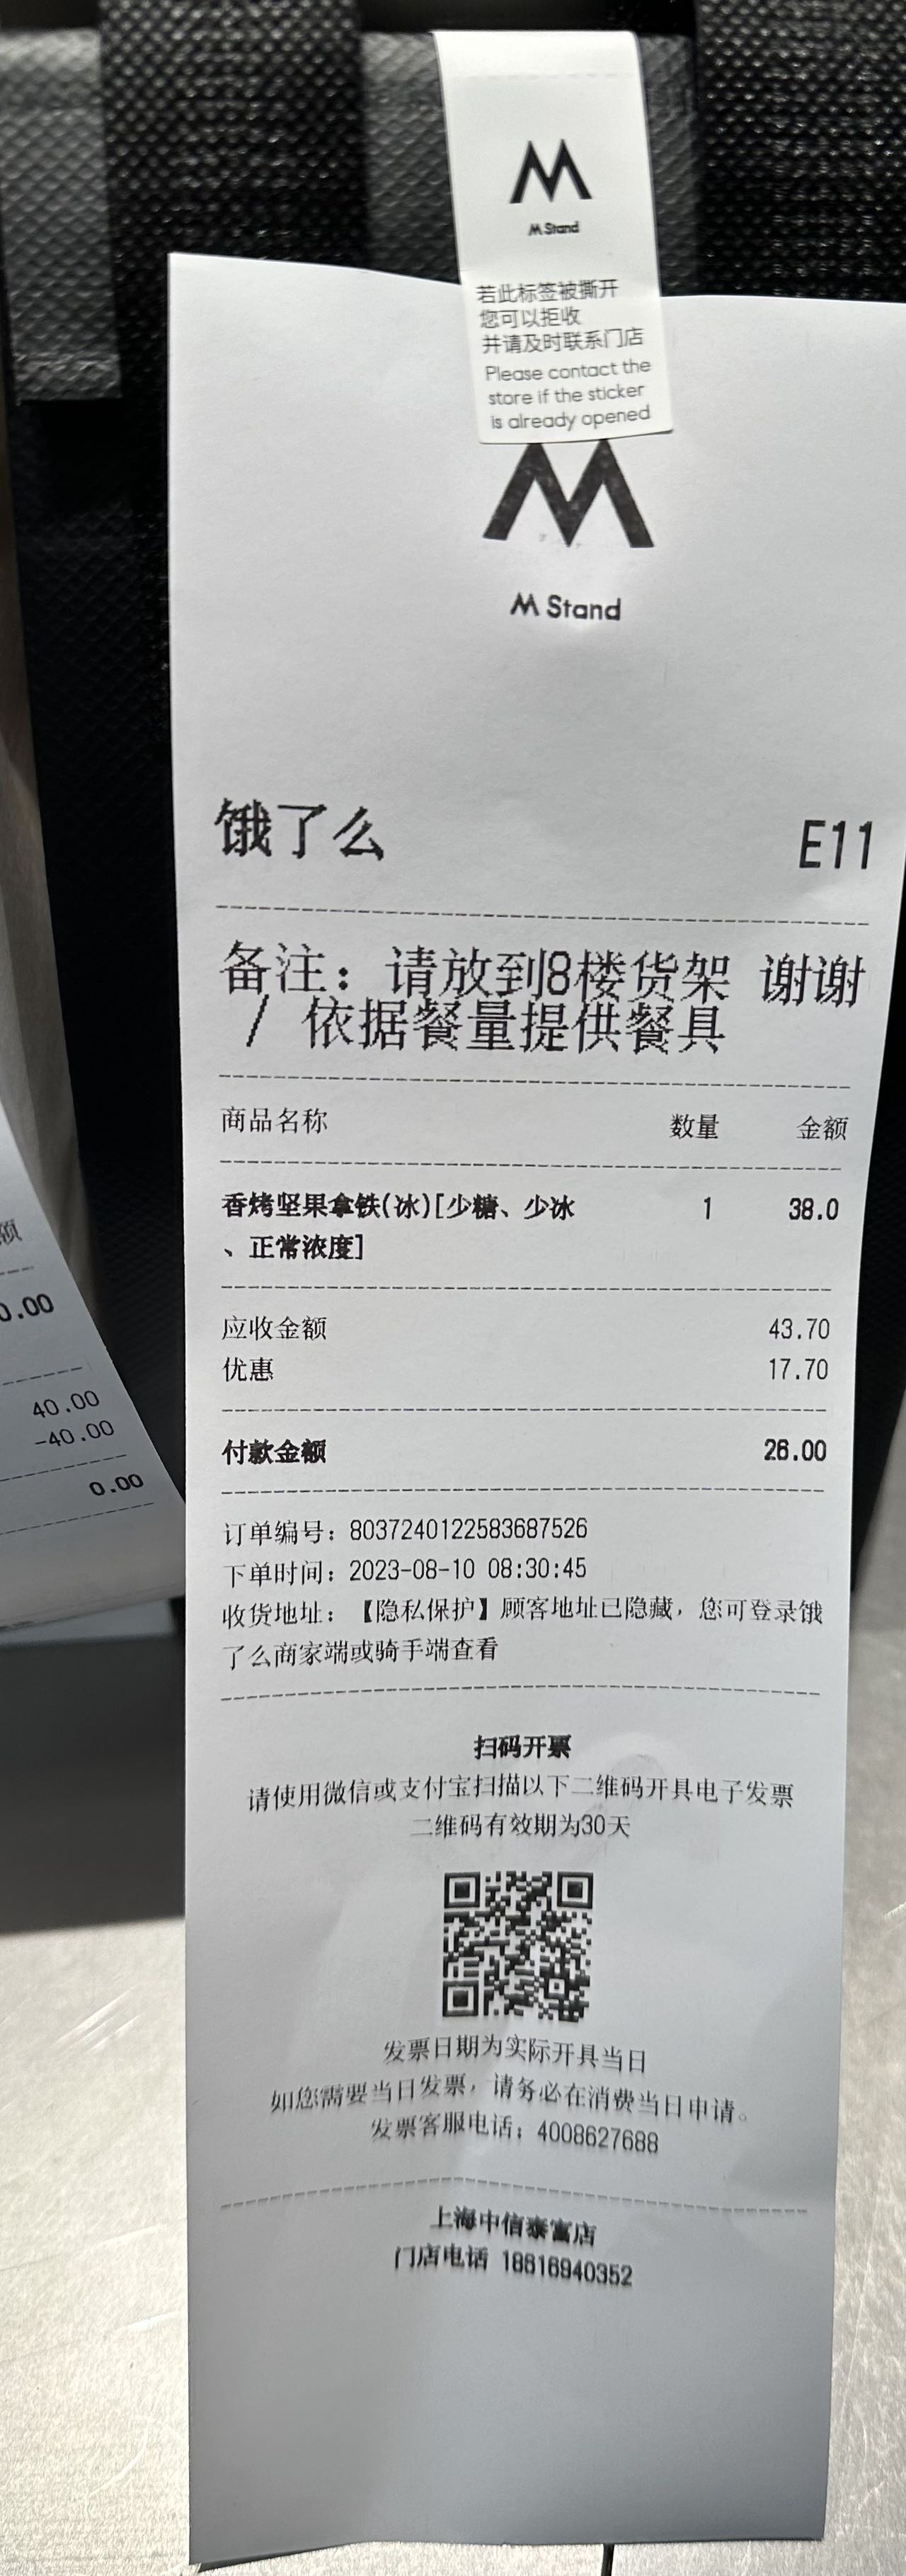 M Stand
若此标签被撕开
您可以拒收
并请及时联系门店
Please contact the
store if the sticker
is already opened
M Stand
饿了么 E11
备注：请放到8楼货架 谢谢
/ 依据餐量提供餐具
商品名称 数量 金额
香烤坚果拿铁(冰)[少糖、少冰 1 38.0
、正常浓度]
应收金额 43.70
优惠 17.70
付款金额 26.00
订单编号：8037240122583687526
下单时间：2023-08-10 08:30:45
收货地址：【隐私保护】顾客地址已隐藏，您可登录饿
了么商家端或骑手端查看
扫码开票
请使用微信或支付宝扫描以下二维码开具电子发票
二维码有效期为30天
发票日期为实际开具当日
如您需要当日发票，请务必在消费当日申请。
发票客服电话：4008627688
上海中信泰富店
门店电话 18616940352
额
0.00
40.00
-40.00
0.00